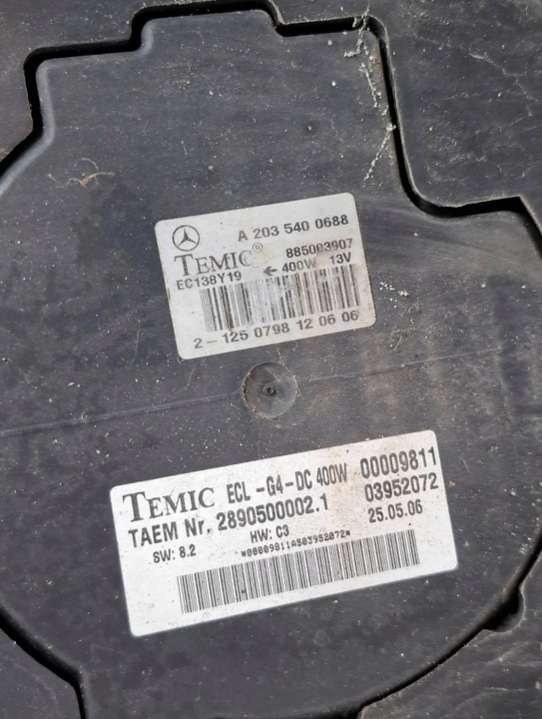 A 203 540 0688
TEMIC® 885003907
EC138Y19 ← 400W 13V
2-125 0798 12 06 06
TEMIC ECL -G4-DC 400W 00009811
TAEM Nr. 2890500002.1 03952072
SW: 8.2 HW: C3 25.05.06
W00009811AS03952072W